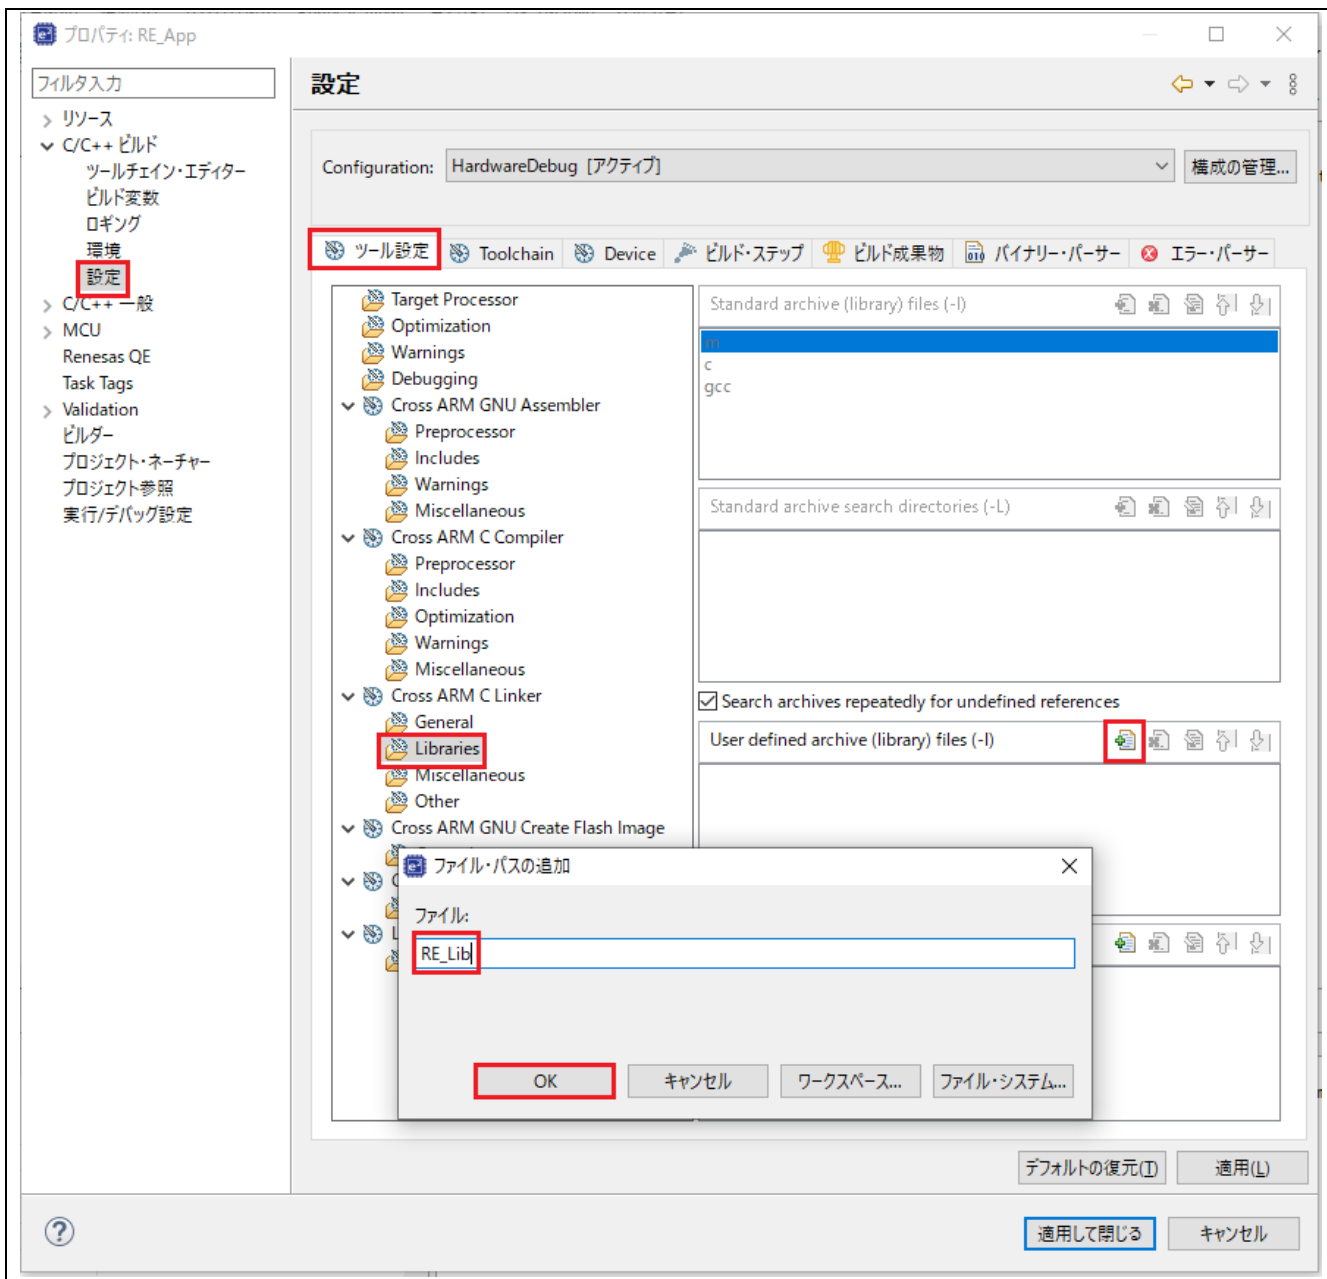 プロパティ: RE_App
フィルタ入力
リソース
C/C++ ビルド
ツールチェイン・エディター
ビルド変数
ロギング
環境
設定
C/C++ 一般
MCU
Renesas QE
Task Tags
Validation
ビルダー
プロジェクト・ネーチャー
プロジェクト参照
実行/デバッグ設定
設定
Configuration: HardwareDebug [アクティブ] 構成の管理...
ツール設定 Toolchain Device ビルド・ステップ ビルド成果物 バイナリー・パーサー エラー・パーサー
Target Processor
Optimization
Warnings
Debugging
Cross ARM GNU Assembler
Preprocessor
Includes
Warnings
Miscellaneous
Cross ARM C Compiler
Preprocessor
Includes
Optimization
Warnings
Miscellaneous
Cross ARM C Linker
General
Libraries
Miscellaneous
Other
Cross ARM GNU Create Flash Image
Standard archive (library) files (-l)
m
c
gcc
Standard archive search directories (-L)
Search archives repeatedly for undefined references
User defined archive (library) files (-l)
ファイル・パスの追加
ファイル:
RE_Lib
OK キャンセル ワークスペース... ファイル・システム...
デフォルトの復元(T) 適用(L)
適用して閉じる キャンセル